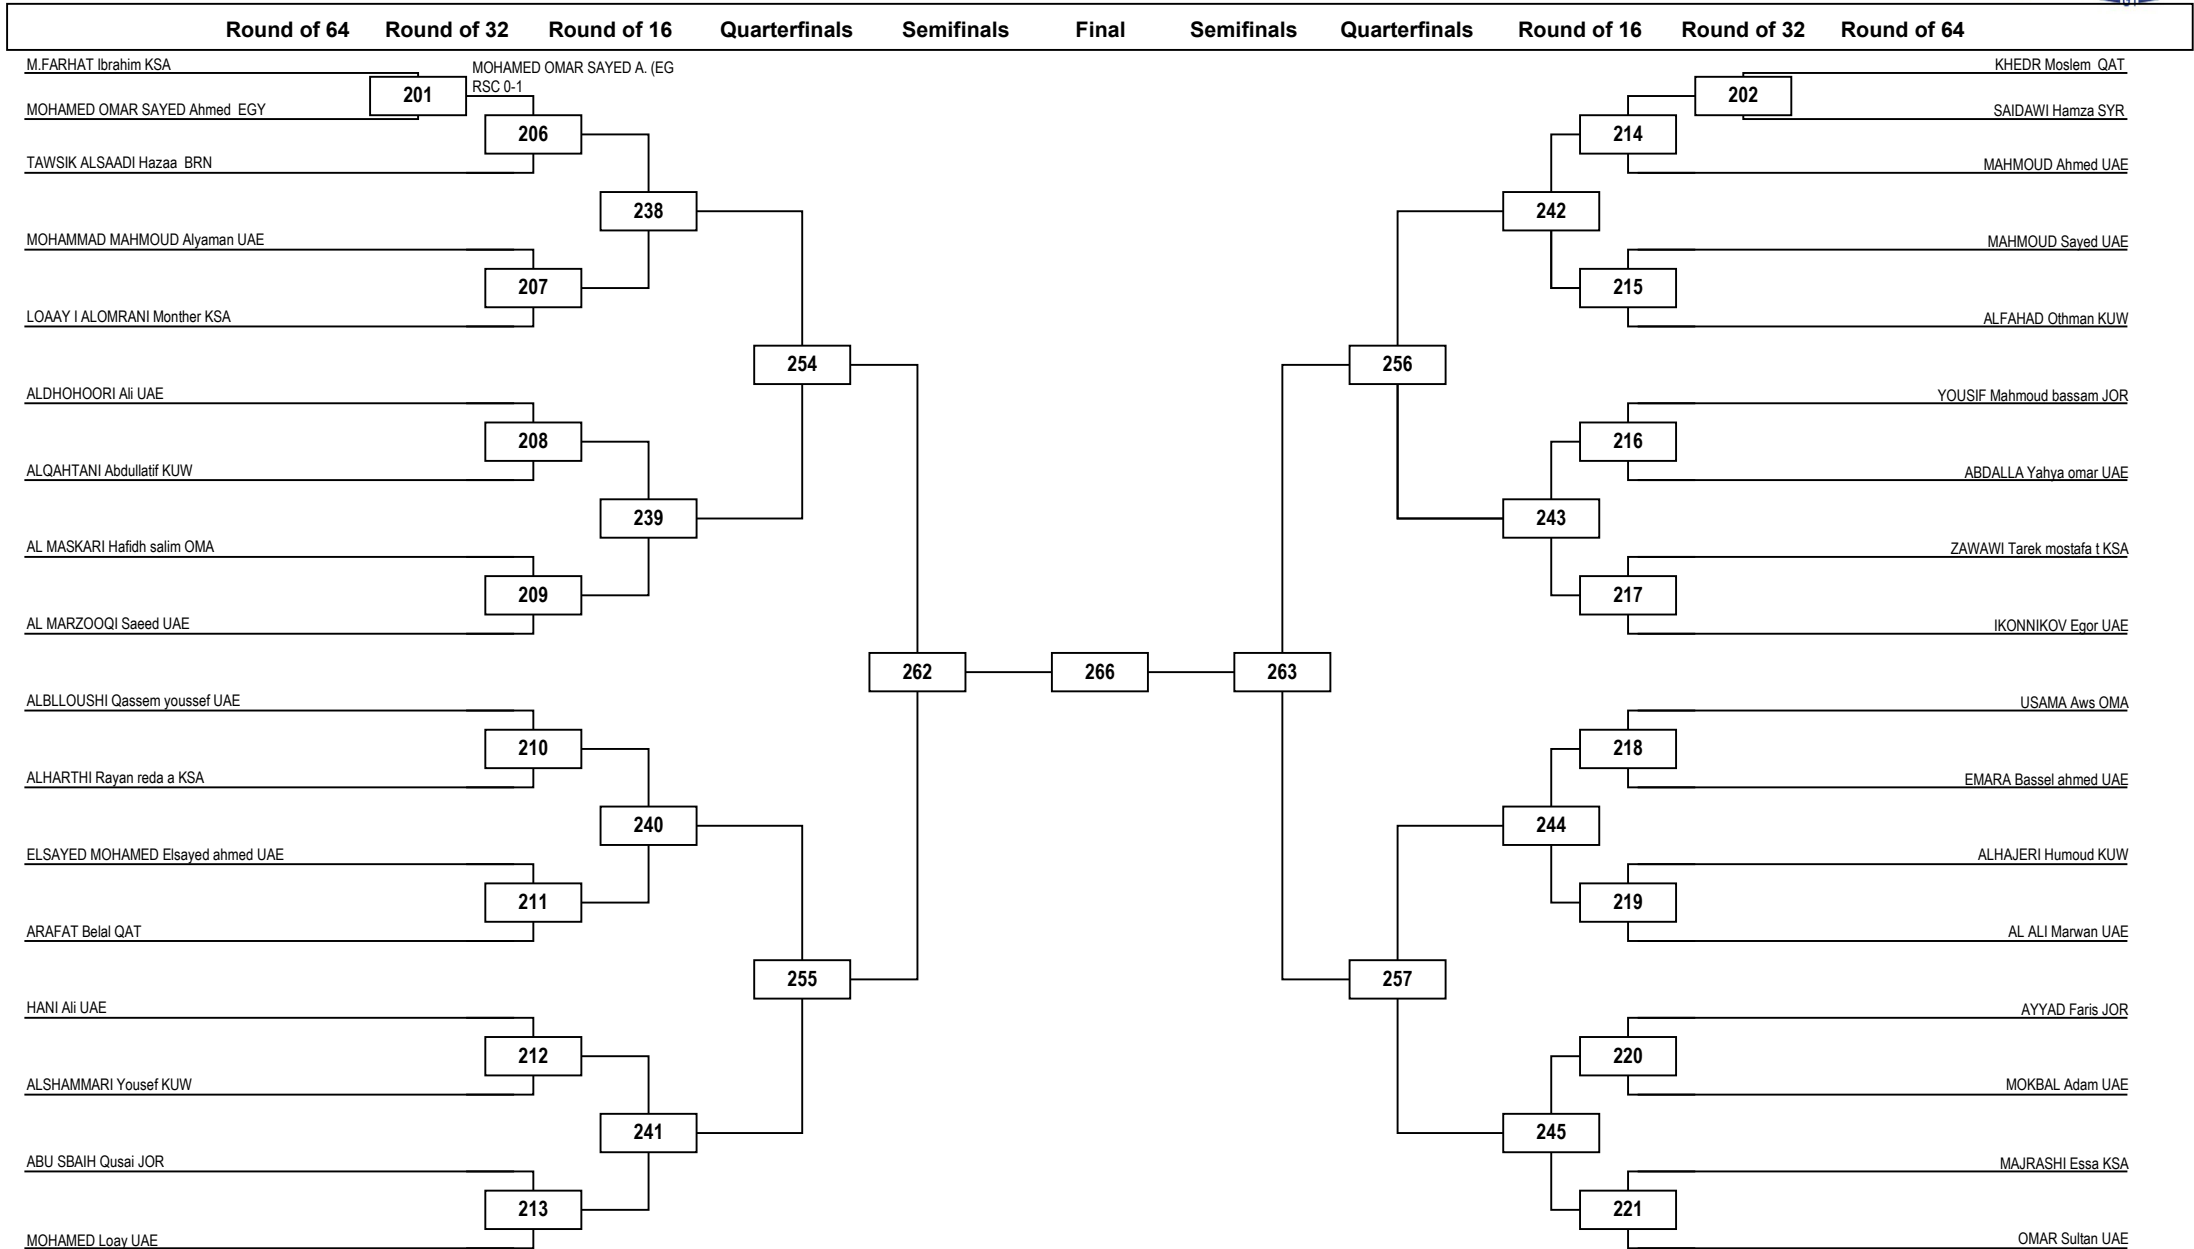 Round of 64 Round of 32 Round of 16 Quarterfinals Semifinals Final Semifinals Quarterfinals Round of 16 Round of 32 Round of 64
M.FARHAT Ibrahim KSA
201
MOHAMED OMAR SAYED A. (EG
RSC 0-1
MOHAMED OMAR SAYED Ahmed EGY
206
TAWSIK ALSAADI Hazaa BRN
238
MOHAMMAD MAHMOUD Alyaman UAE
207
LOAAY I ALOMRANI Monther KSA
254
ALDHOHOORI Ali UAE
208
ALQAHTANI Abdullatif KUW
239
AL MASKARI Hafidh salim OMA
209
AL MARZOOQI Saeed UAE
262
266
263
ALBLLOUSHI Qassem youssef UAE
210
ALHARTHI Rayan reda a KSA
240
ELSAYED MOHAMED Elsayed ahmed UAE
211
ARAFAT Belal QAT
255
HANI Ali UAE
212
ALSHAMMARI Yousef KUW
241
ABU SBAIH Qusai JOR
213
MOHAMED Loay UAE
KHEDR Moslem QAT
202
SAIDAWI Hamza SYR
214
MAHMOUD Ahmed UAE
242
MAHMOUD Sayed UAE
215
ALFAHAD Othman KUW
256
YOUSIF Mahmoud bassam JOR
216
ABDALLA Yahya omar UAE
243
ZAWAWI Tarek mostafa t KSA
217
IKONNIKOV Egor UAE
USAMA Aws OMA
218
EMARA Bassel ahmed UAE
244
ALHAJERI Humoud KUW
219
AL ALI Marwan UAE
257
AYYAD Faris JOR
220
MOKBAL Adam UAE
245
MAJRASHI Essa KSA
221
OMAR Sultan UAE